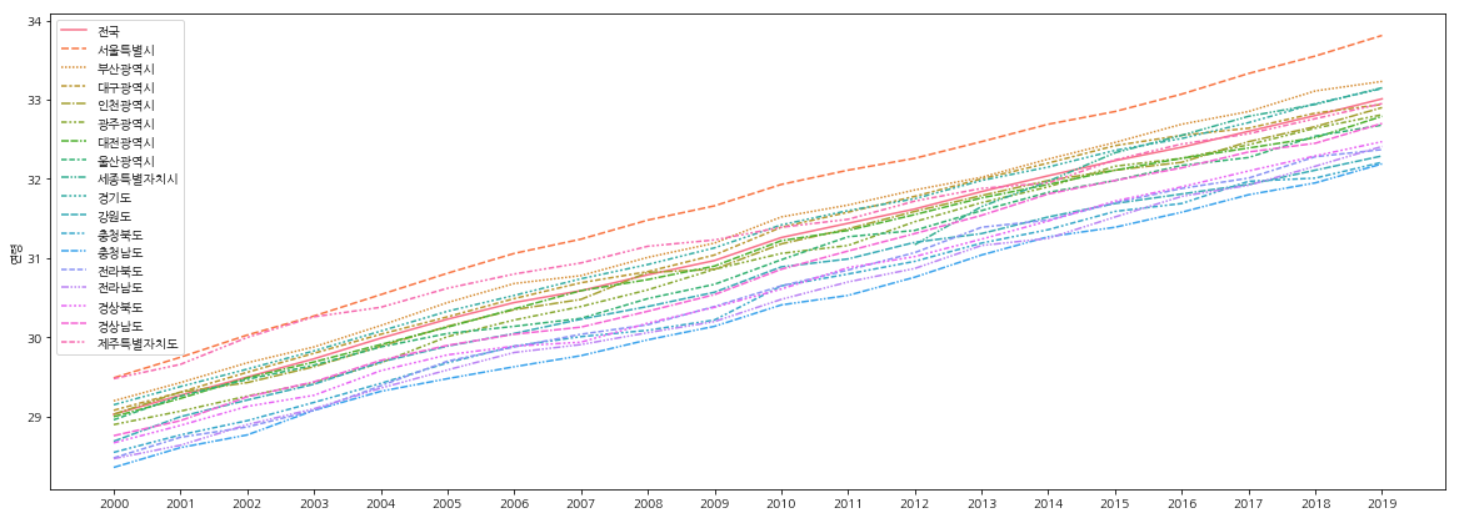 34
33
32
31
30
29
연령
전국
서울특별시
부산광역시
대구광역시
인천광역시
광주광역시
대전광역시
울산광역시
세종특별자치시
경기도
강원도
충청북도
충청남도
전라북도
전라남도
경상북도
경상남도
제주특별자치도
2000 2001 2002 2003 2004 2005 2006 2007 2008 2009 2010 2011 2012 2013 2014 2015 2016 2017 2018 2019